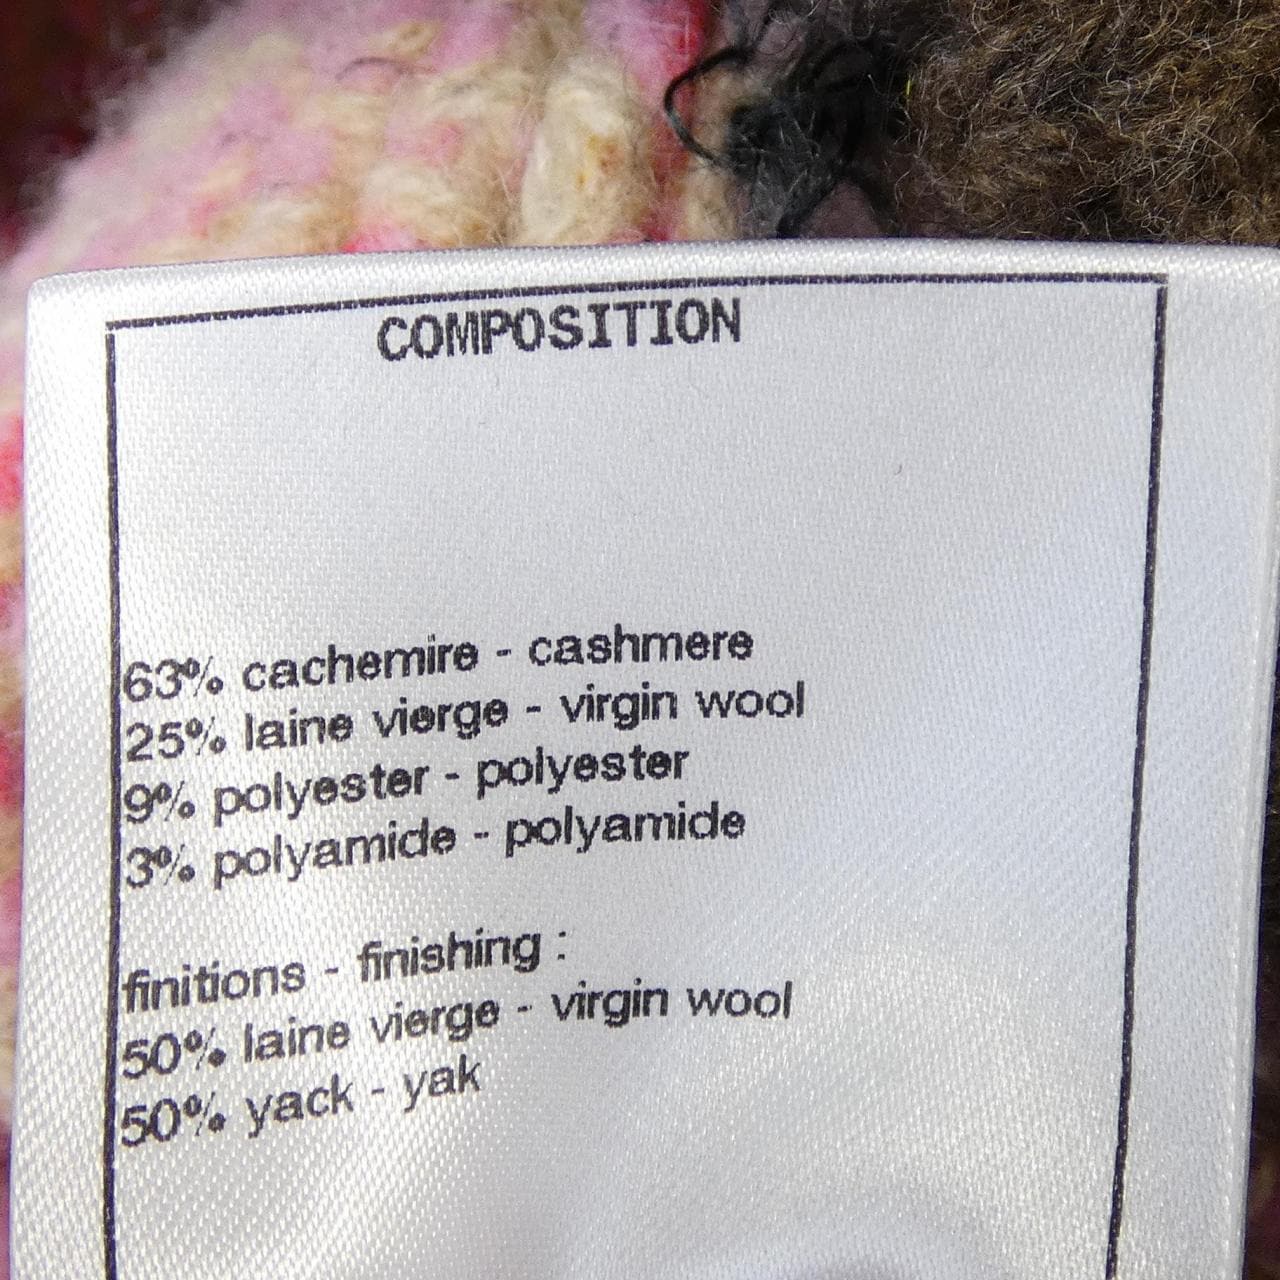 COMPOSITION
63% cachemire - cashmere
25% laine vierge - virgin wool
9% polyester - polyester
3% polyamide - polyamide
finitions - finishing :
50% laine vierge - virgin wool
50% yack - yak